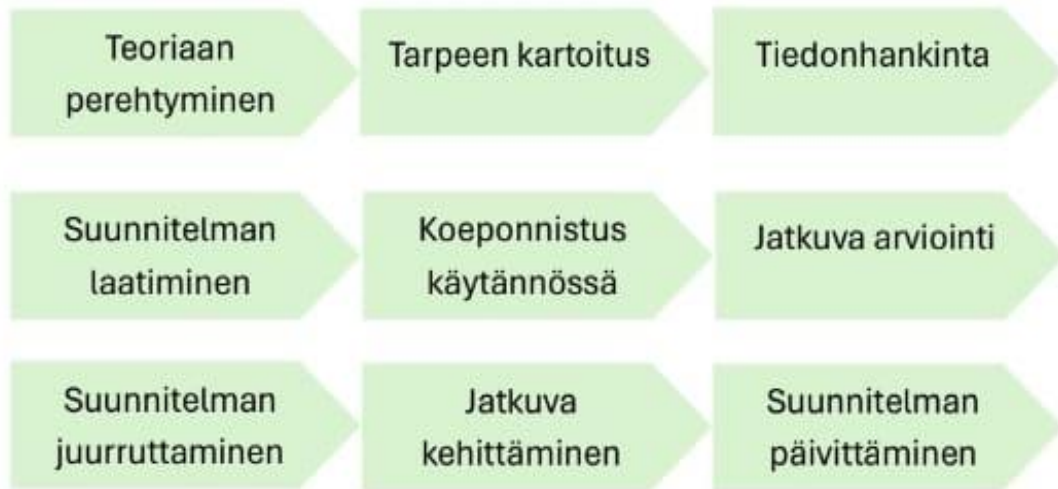 Teoriaan
perehtyminen
Tarpeen kartoitus
Tiedonhankinta
Suunnitelman
laatiminen
Koeponnistus
käytännössä
Jatkuva arviointi
Suunnitelman
juurruttaminen
Jatkuva
kehittäminen
Suunnitelman
päivittäminen